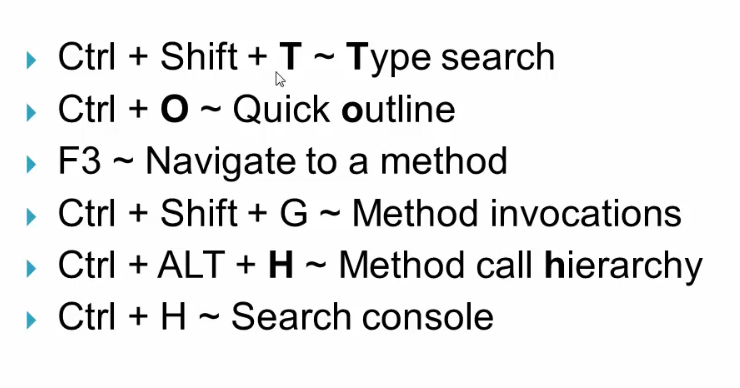 Ctrl + Shift + T ~ Type search
Ctrl + O ~ Quick outline
F3 ~ Navigate to a method
Ctrl + Shift + G ~ Method invocations
Ctrl + ALT + H ~ Method call hierarchy
Ctrl + H ~ Search console